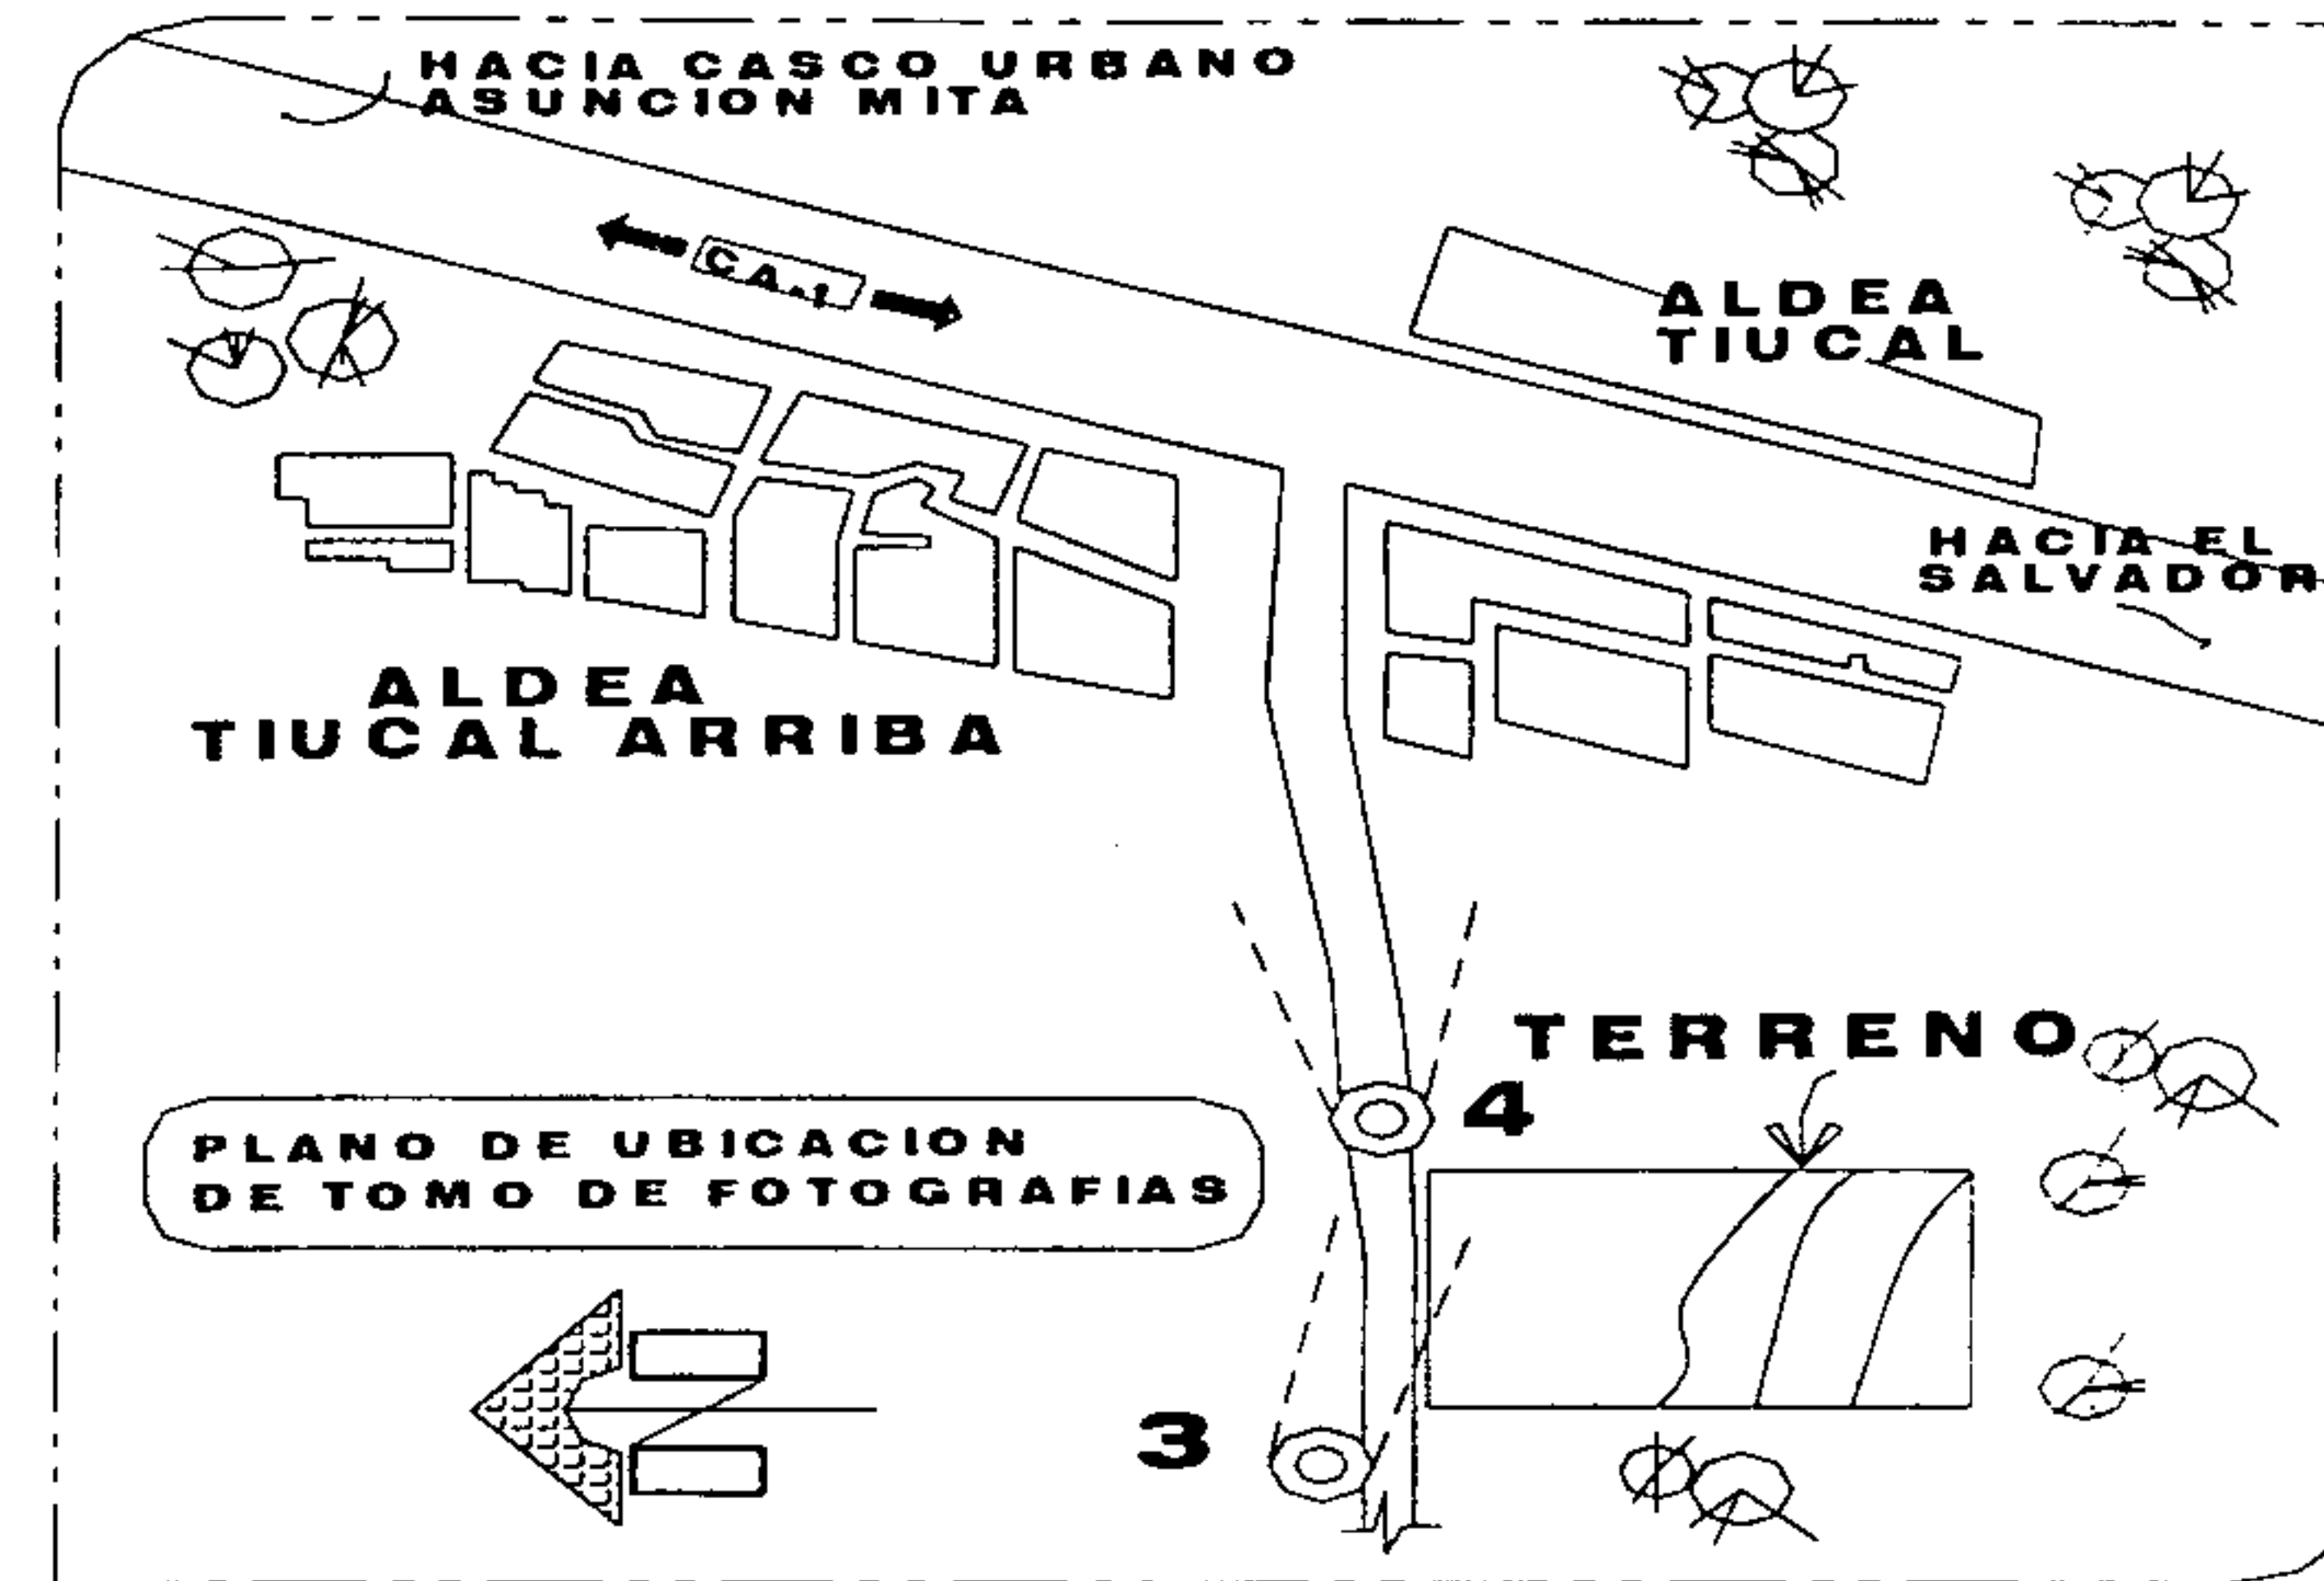 HACIA CASCO URBANO
ASUNCION MITA
CA-1
ALDEA
TIUCAL
HACIA EL
SALVADOR
ALDEA
TIUCAL ARRIBA
TERRENO
4
PLANO DE UBICACION
DE TOMO DE FOTOGRAFIAS
3
N